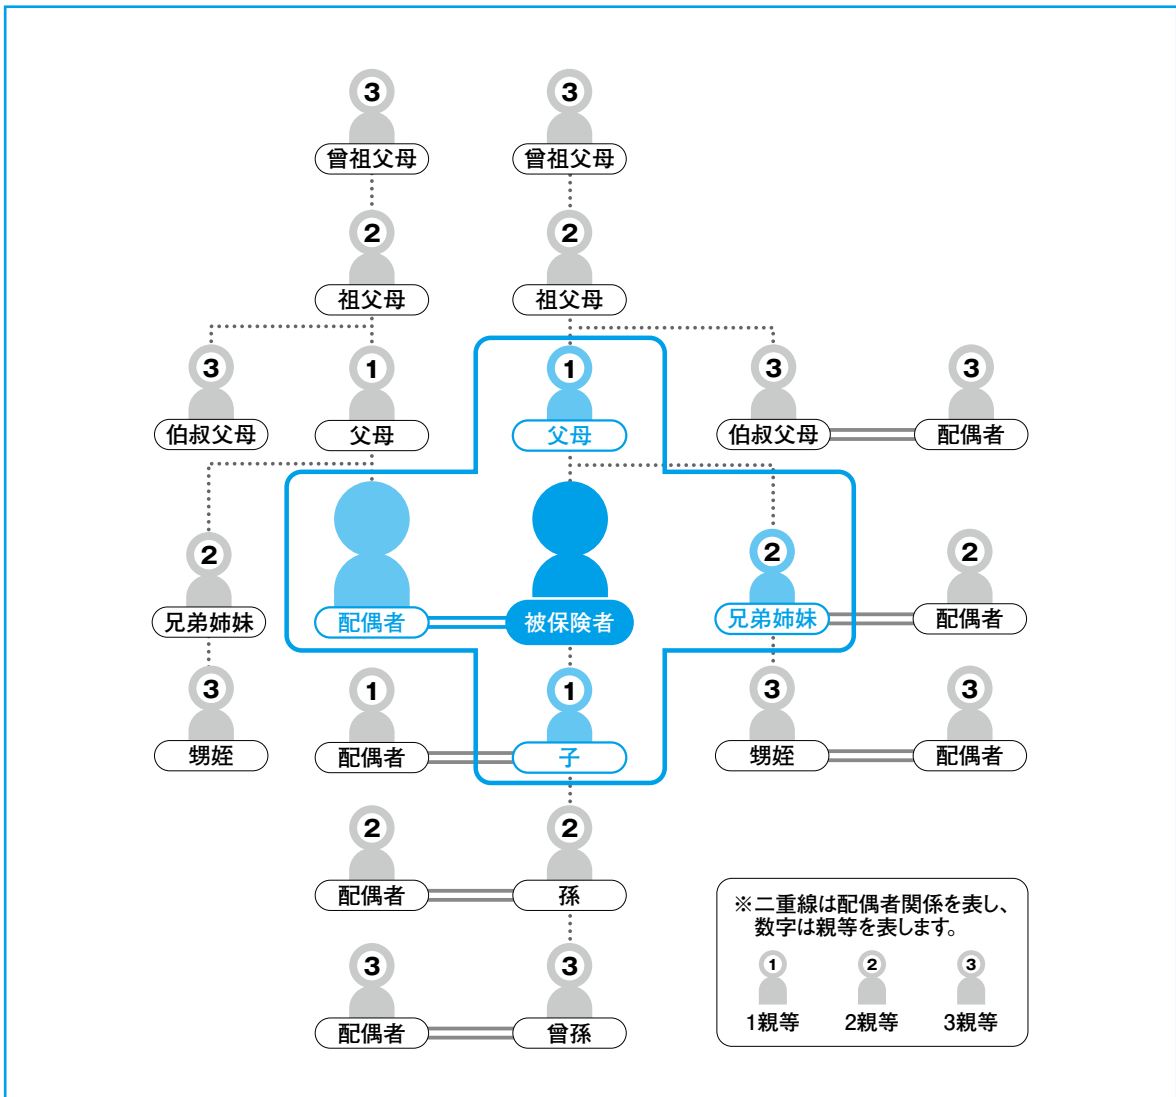 3
3
曾祖父母
曾祖父母
2
2
祖父母
祖父母
3
1
1
3
3
伯叔父母
父母
父母
伯叔父母
配偶者
2
2
2
兄弟姉妹
配偶者
被保険者
兄弟姉妹
配偶者
3
1
1
3
3
甥姪
配偶者
子
甥姪
配偶者
2
2
配偶者
孫
3
3
配偶者
曾孫
※二重線は配偶者関係を表し、
数字は親等を表します。
1
2
3
1親等
2親等
3親等